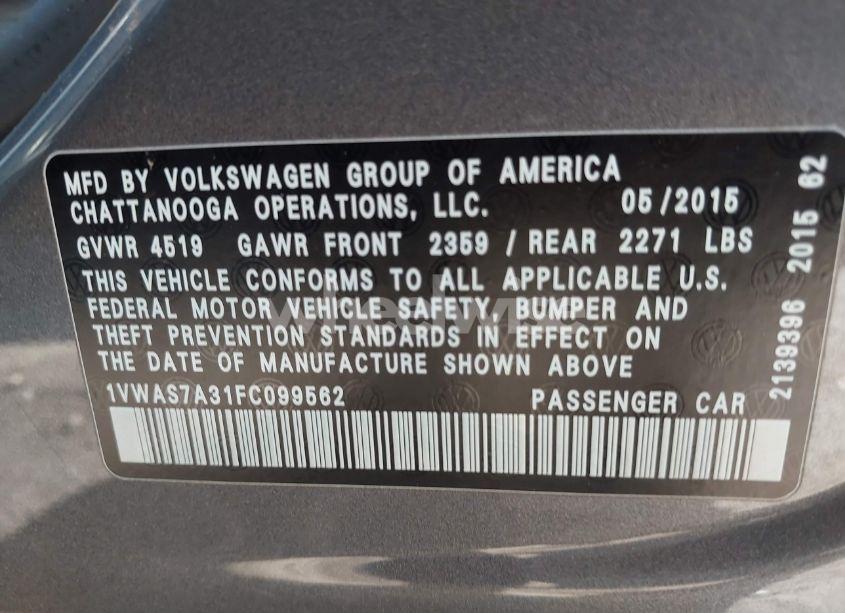 MFD BY VOLKSWAGEN GROUP OF AMERICA
CHATTANOOGA OPERATIONS, LLC. 05/2015
GVWR 4519 GAWR FRONT 2359 / REAR 2271 LBS
THIS VEHICLE CONFORMS TO ALL APPLICABLE U.S.
FEDERAL MOTOR VEHICLE SAFETY, BUMPER AND
THEFT PREVENTION STANDARDS IN EFFECT ON
THE DATE OF MANUFACTURE SHOWN ABOVE
1VWAS7A31FC099562 PASSENGER CAR
2139396 2015 62